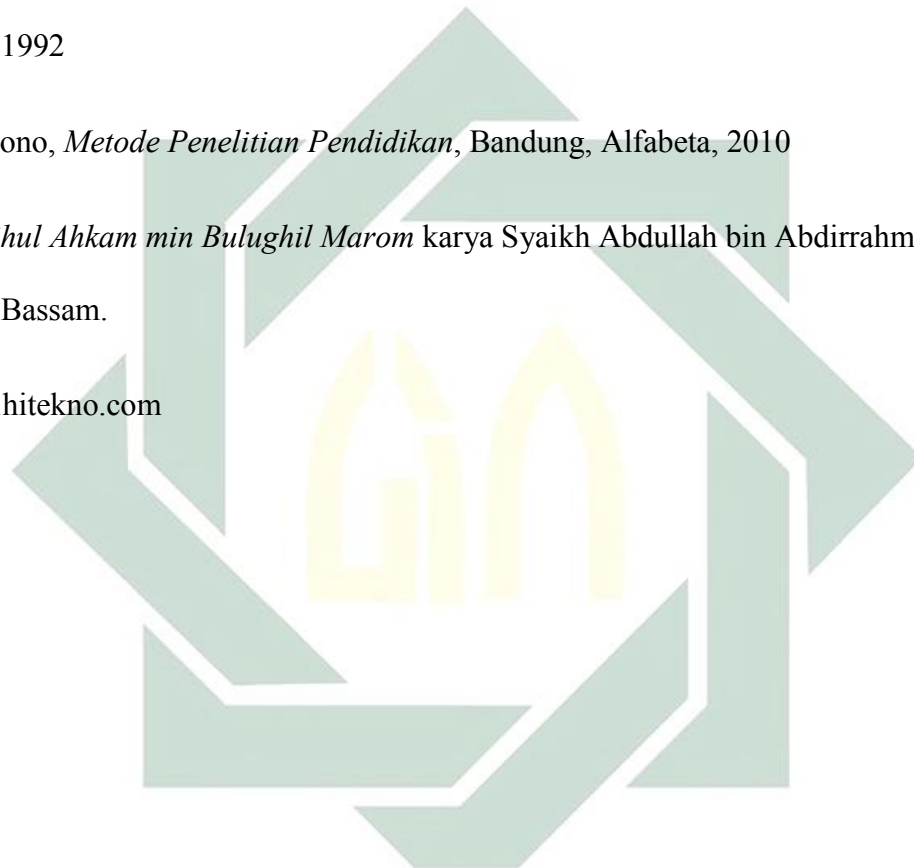 1992
ono, Metode Penelitian Pendidikan, Bandung, Alfabeta, 2010
hul Ahkam min Bulughil Marom karya Syaikh Abdullah bin Abdirrahm
Bassam.
hitekno.com